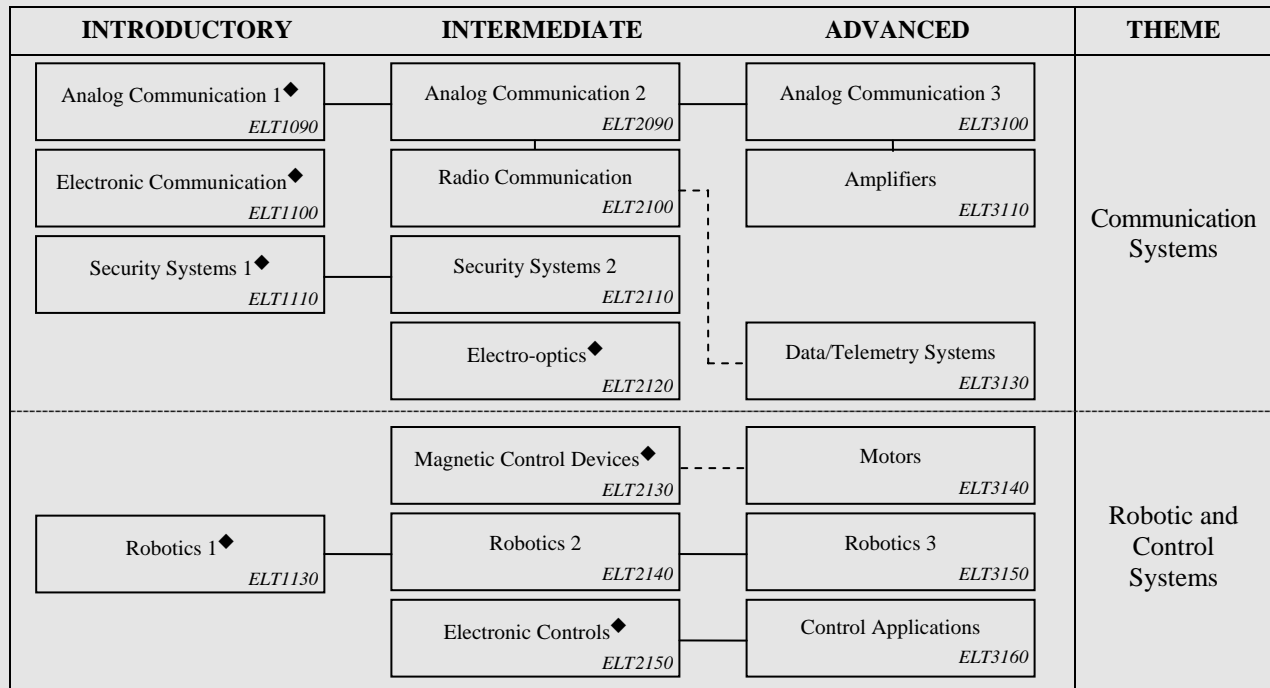 INTRODUCTORY INTERMEDIATE ADVANCED THEME
Analog Communication 1◆
ELT1090
Analog Communication 2
ELT2090
Analog Communication 3
ELT3100
Electronic Communication◆
ELT1100
Radio Communication
ELT2100
Amplifiers
ELT3110
Security Systems 1◆
ELT1110
Security Systems 2
ELT2110
Electro-optics◆
ELT2120
Data/Telemetry Systems
ELT3130
Communication
Systems
Magnetic Control Devices◆
ELT2130
Motors
ELT3140
Robotics 1◆
ELT1130
Robotics 2
ELT2140
Robotics 3
ELT3150
Electronic Controls◆
ELT2150
Control Applications
ELT3160
Robotic and
Control
Systems